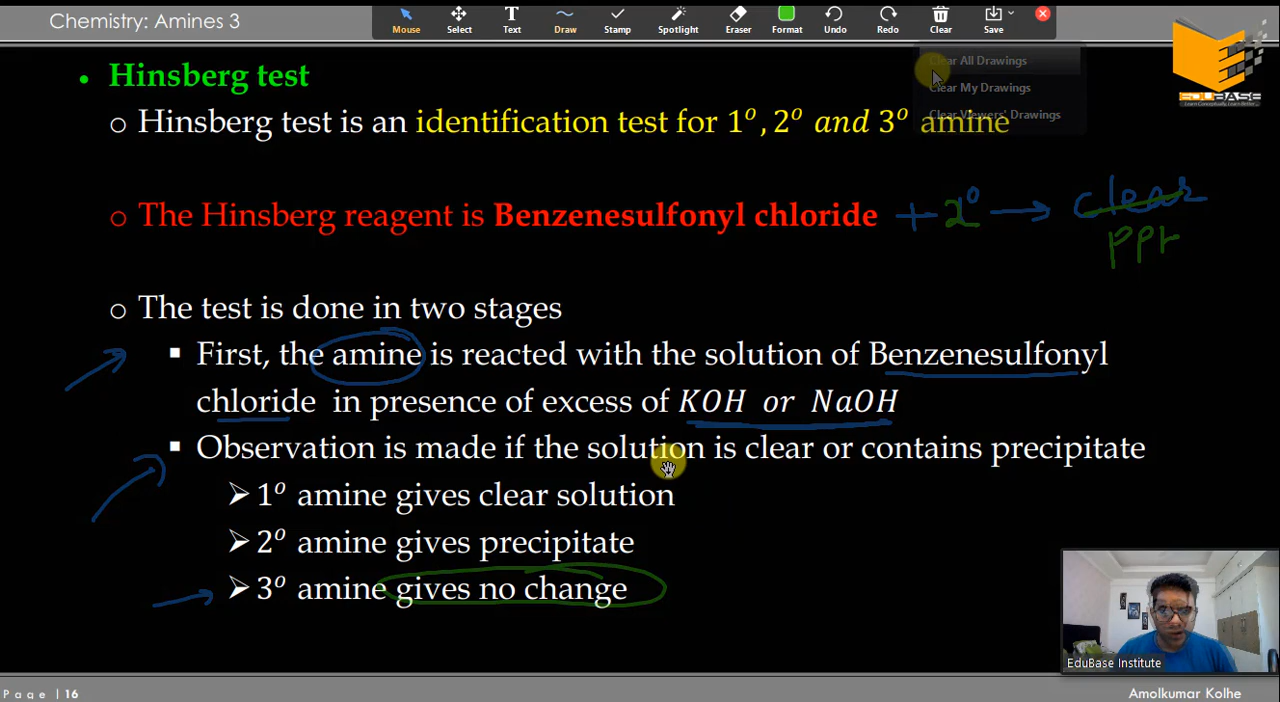 Chemistry: Amines 3
Mouse Select Text Draw Stamp Spotlight Eraser Format Undo Redo Clear Save
Clear All Drawings
Clear My Drawings
Clear Viewers' Drawings
EDUBASE
Learn Conceptually..Learn Better...
• Hinsberg test
o Hinsberg test is an identification test for 1º, 2º and 3º amine
o The Hinsberg reagent is Benzenesulfonyl chloride + 2º → clear
ppt
o The test is done in two stages
▪ First, the amine is reacted with the solution of Benzenesulfonyl
chloride in presence of excess of KOH or NaOH
▪ Observation is made if the solution is clear or contains precipitate
➢ 1º amine gives clear solution
➢ 2º amine gives precipitate
➢ 3º amine gives no change
EduBase Institute
Page | 16
Amolkumar Kolhe